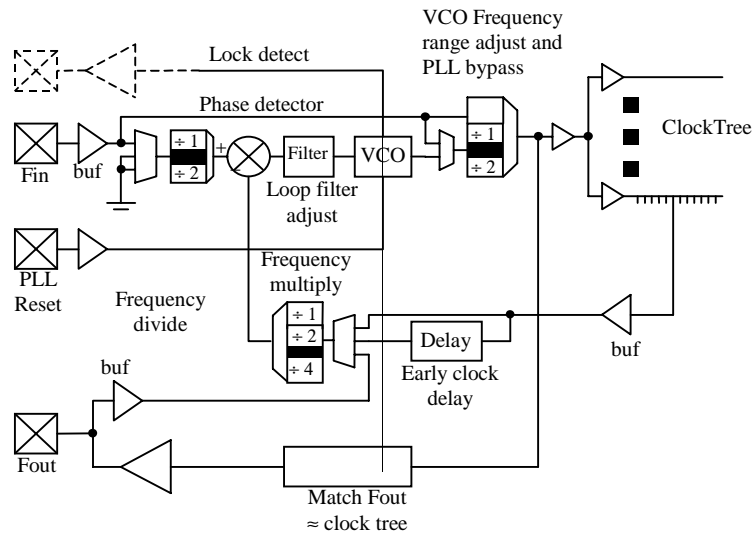 VCO Frequency
range adjust and
PLL bypass
Lock detect
Phase detector
ClockTree
÷ 1
÷ 2
+
-
Filter
VCO
÷ 1
÷ 2
Fin
buf
Loop filter
adjust
PLL
Reset
Frequency
multiply
Frequency
divide
÷ 1
÷ 2
÷ 4
Delay
buf
Early clock
delay
buf
Fout
Match Fout
≈ clock tree